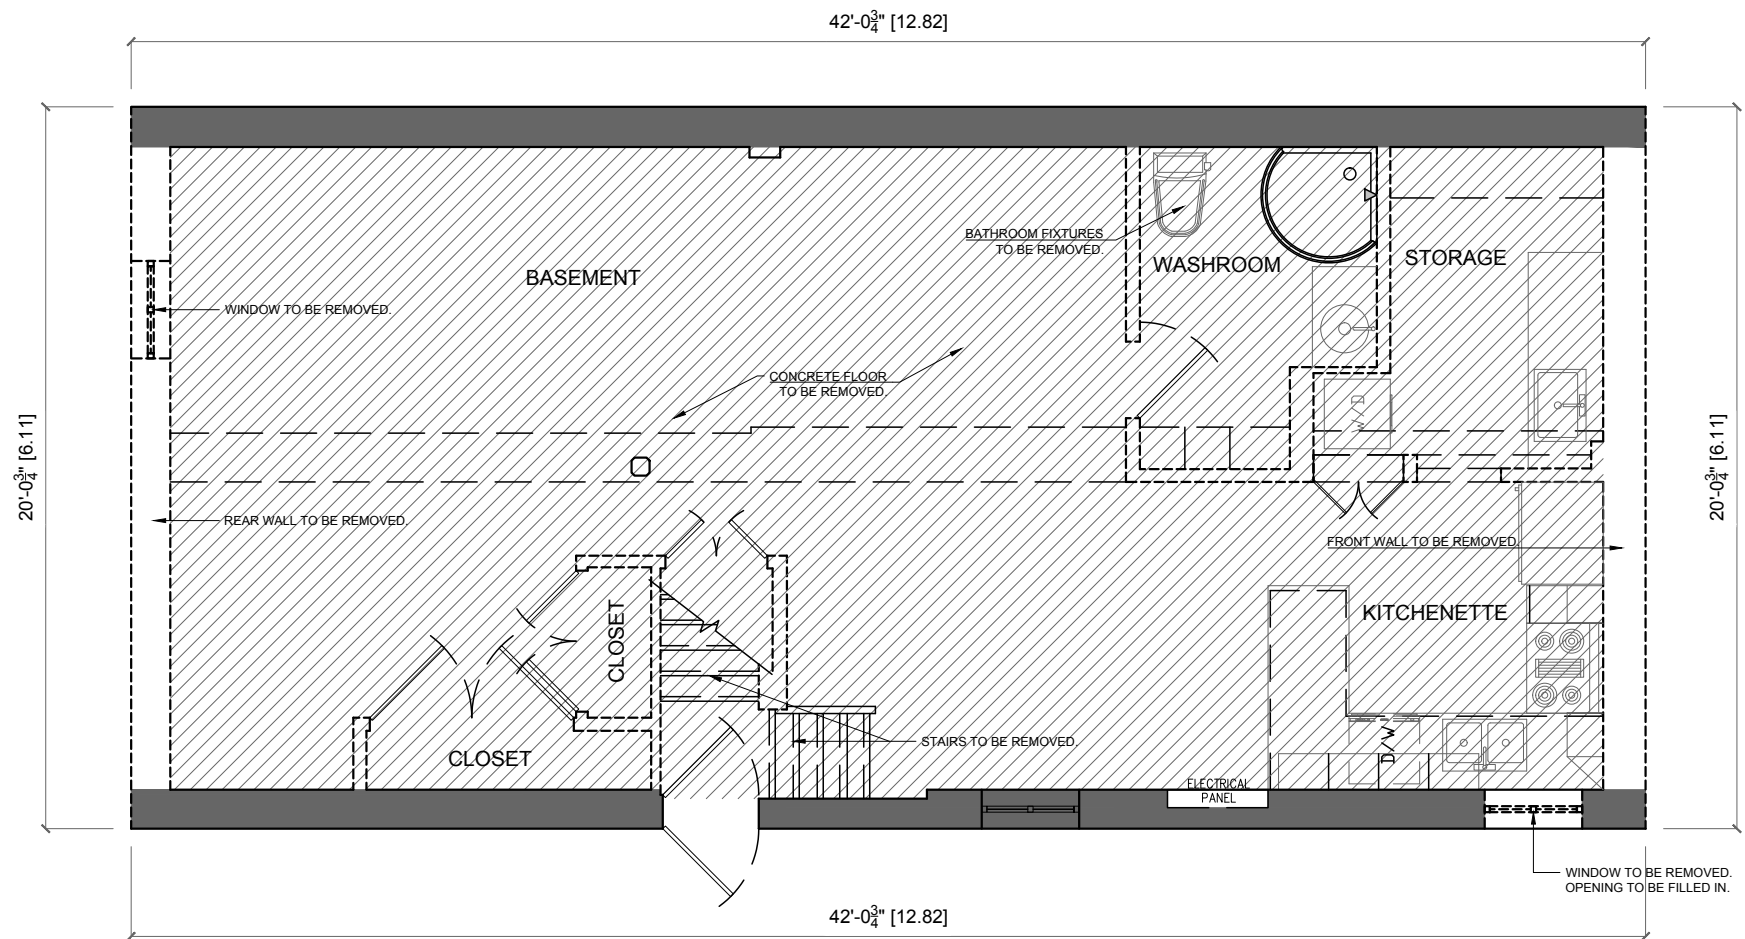 42'-0¾" [12.82]
BATHROOM FIXTURES
TO BE REMOVED.
WASHROOM
STORAGE
BASEMENT
WINDOW TO BE REMOVED.
CONCRETE FLOOR
TO BE REMOVED.
W/D
20'-0¾" [6.11]
20'-0¾" [6.11]
REAR WALL TO BE REMOVED.
FRONT WALL TO BE REMOVED.
KITCHENETTE
CLOSET
CLOSET
STAIRS TO BE REMOVED.
D/W
ELECTRICAL
PANEL
WINDOW TO BE REMOVED.
OPENING TO BE FILLED IN.
42'-0¾" [12.82]